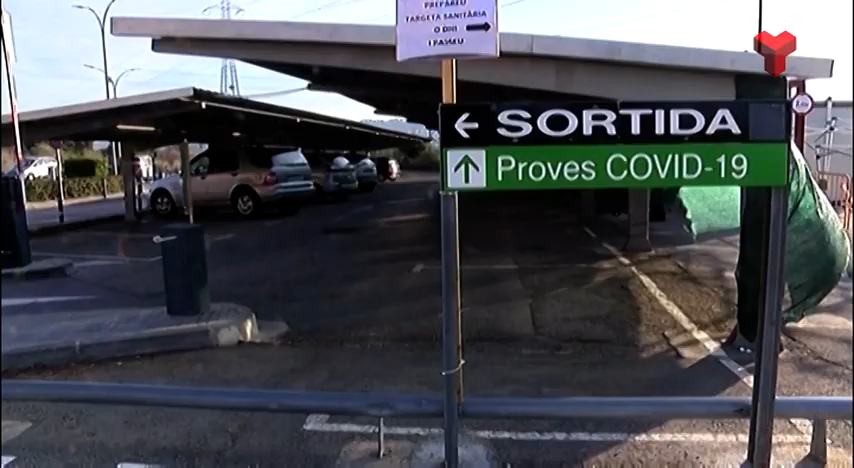 PREPAREU
TARGETA SANITÀRIA
O DNI
I PASSEU
SORTIDA
Proves COVID-19